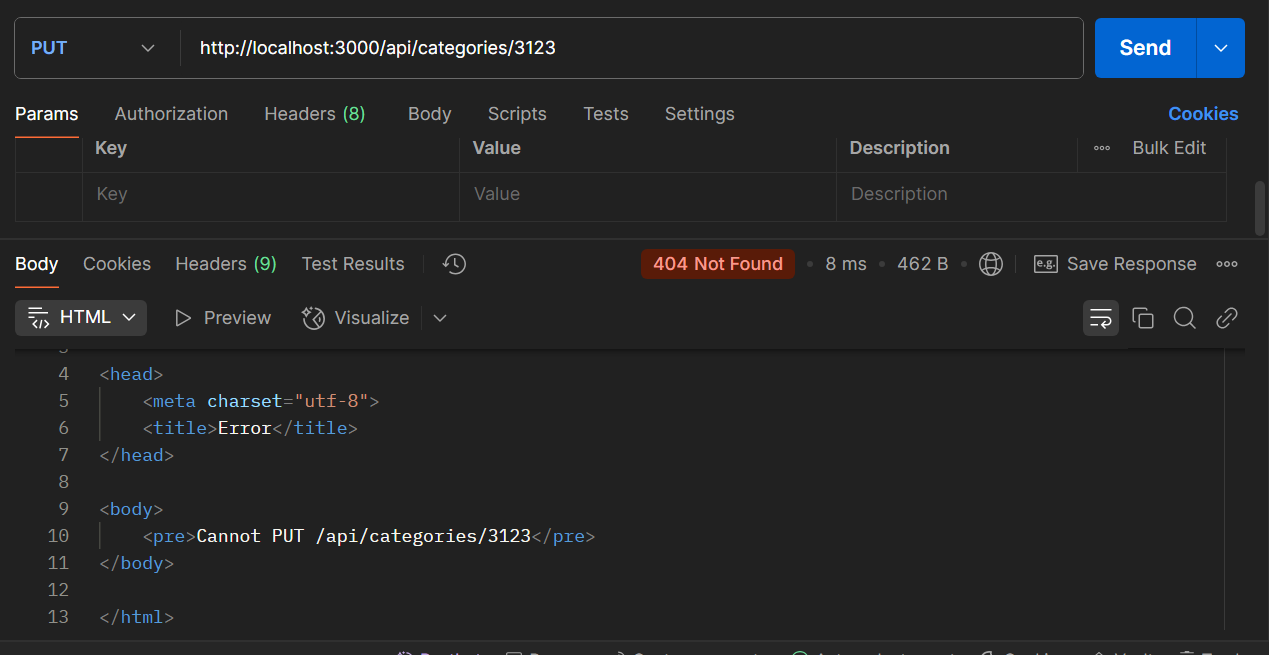 PUT http://localhost:3000/api/categories/3123 Send
Params Authorization Headers (8) Body Scripts Tests Settings Cookies
Key Value Description Bulk Edit
Key Value Description
Body Cookies Headers (9) Test Results 404 Not Found 8 ms 462 B e.g. Save Response
HTML Preview Visualize
4 <head>
5 <meta charset="utf-8">
6 <title>Error</title>
7 </head>
8
9 <body>
10 <pre>Cannot PUT /api/categories/3123</pre>
11 </body>
12
13 </html>